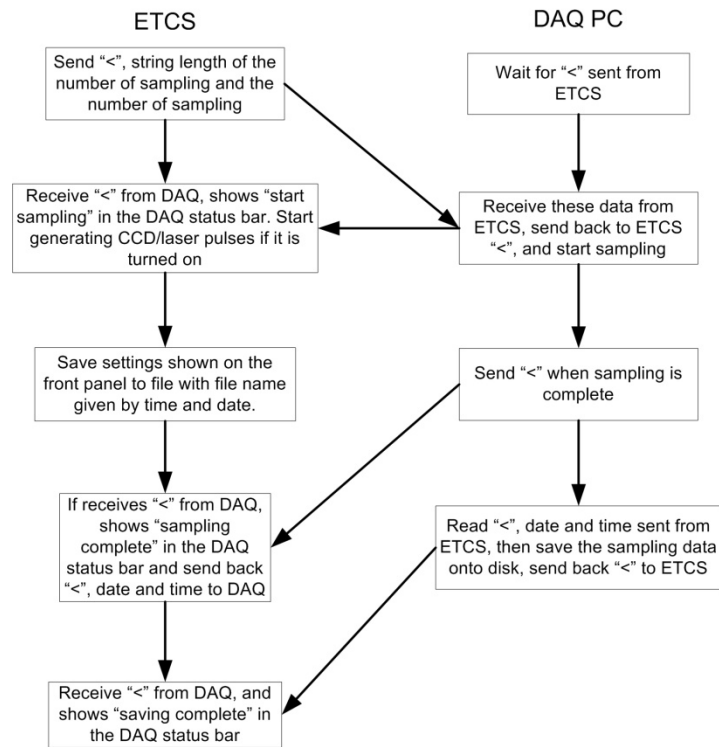 ETCS
Send “<”, string length of the
number of sampling and the
number of sampling
Receive “<” from DAQ, shows “start
sampling” in the DAQ status bar. Start
generating CCD/laser pulses if it is
turned on
Save settings shown on the
front panel to file with file name
given by time and date.
If receives “<” from DAQ,
shows “sampling
complete” in the DAQ
status bar and send back
“<”, date and time to DAQ
Receive “<” from DAQ, and
shows “saving complete” in
the DAQ status bar
DAQ PC
Wait for “<” sent from
ETCS
Receive these data from
ETCS, send back to ETCS
“<”, and start sampling
Send “<” when sampling is
complete
Read “<”, date and time sent from
ETCS, then save the sampling data
onto disk, send back “<” to ETCS